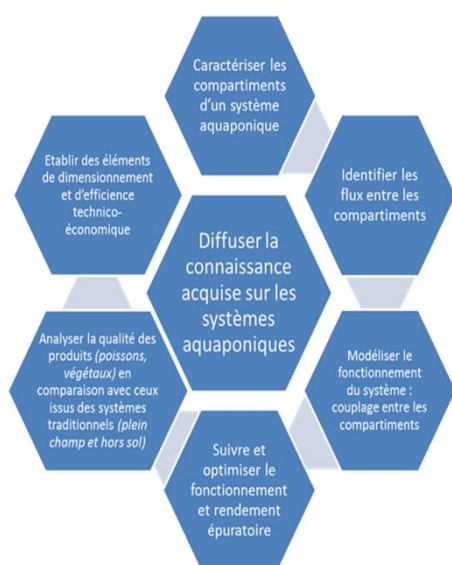 Caractériser les
compartiments
d'un système
aquaponique
Identifier les
flux entre les
compartiments
Modéliser le
fonctionnement
du système :
couplage entre les
compartiments
Suivre et
optimiser le
fonctionnement
et rendement
épuratoire
Analyser la qualité des
produits (poissons,
végétaux) en
comparaison avec ceux
issus des systèmes
traditionnels (plein
champ et hors sol)
Etablir des éléments
de dimensionnement
et d'efficience
technico-
économique
Diffuser la
connaissance
acquise sur les
systèmes
aquaponiques